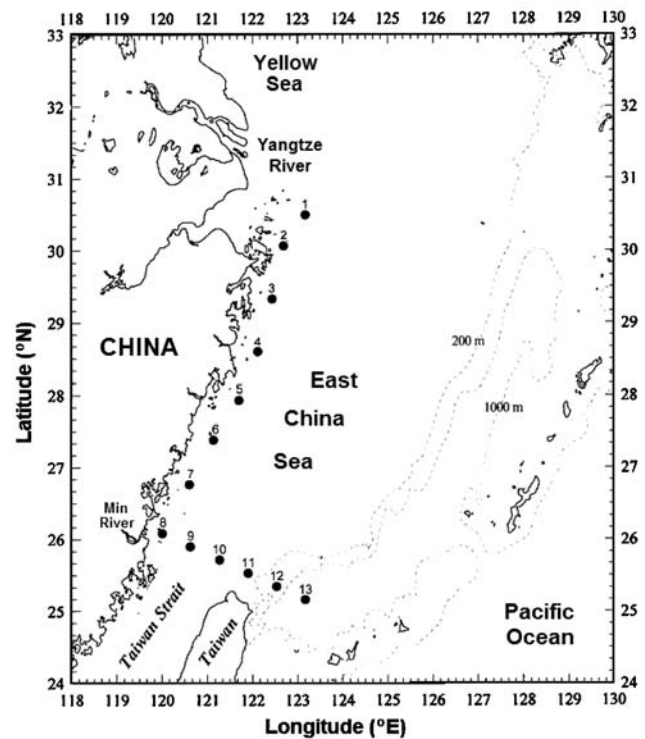 118 119 120 121 122 123 124 125 126 127 128 129 130
33 33
Yellow
Sea
32 32
Yangtze
River
31 31
1
30 30
2
3
29 29
CHINA
4
200 m
28 28
East
5
1000 m
China
6
27 27
Sea
7
Min
River
26 26
8
9
10
11
12
13
25 25
Taiwan Strait
Taiwan
Pacific
Ocean
24 24
118 119 120 121 122 123 124 125 126 127 128 129 130
Latitude (ºN)
Longitude (ºE)